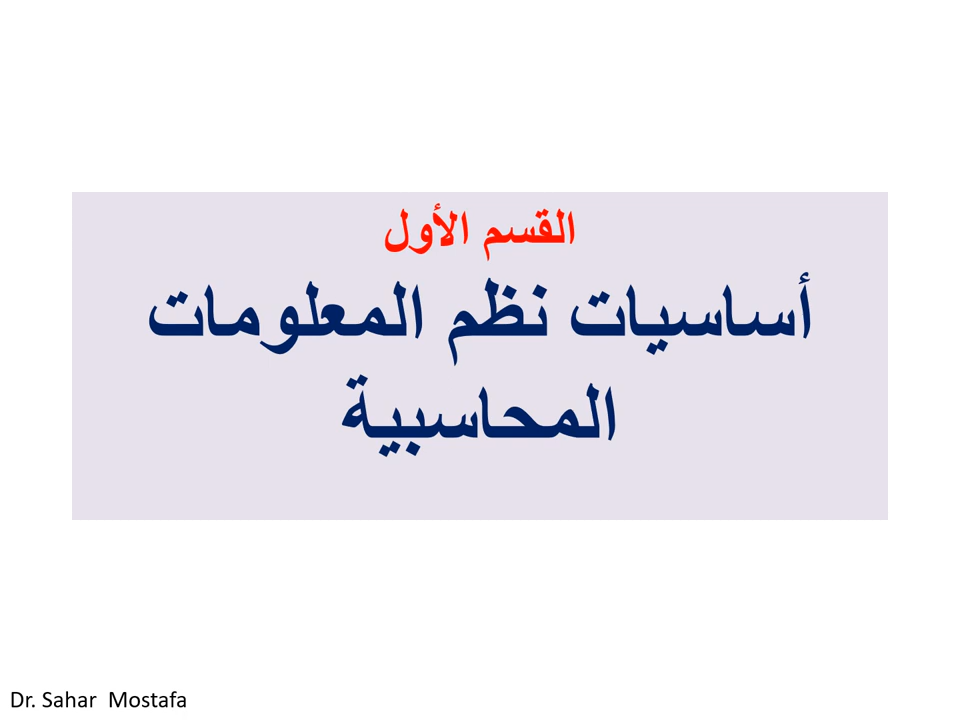 القسم الأول
أساسيات نظم المعلومات
المحاسبية
Dr. Sahar  Mostafa